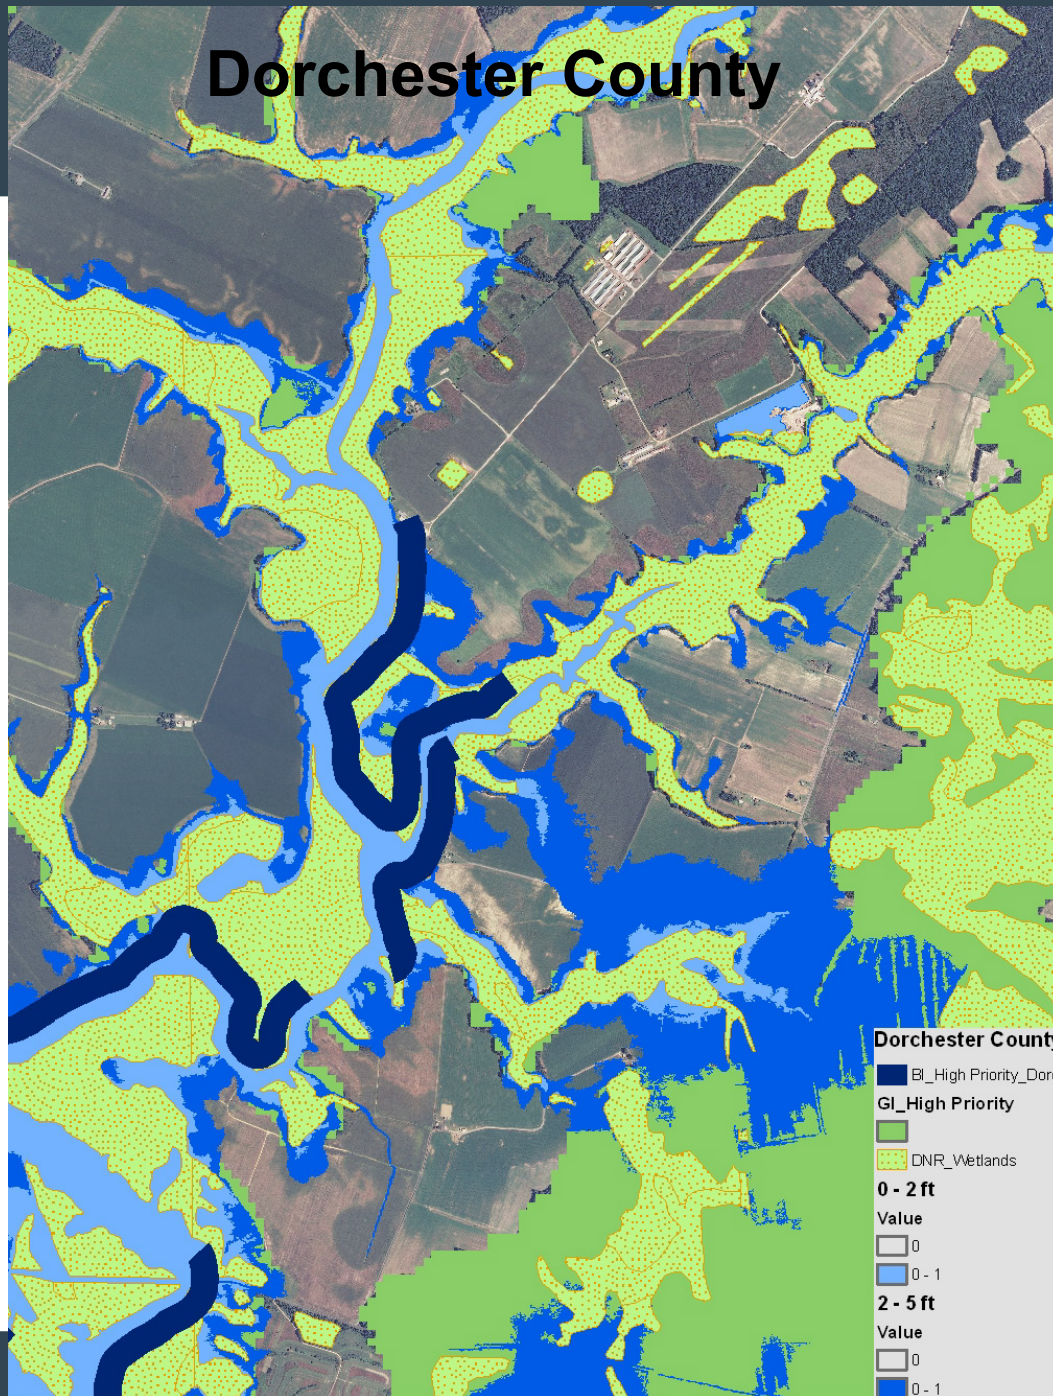 Dorchester County
Dorchester County
BI_High Priority_Dor
GI_High Priority
DNR_Wetlands
0 - 2 ft
Value
0
0 - 1
2 - 5 ft
Value
0
0 - 1